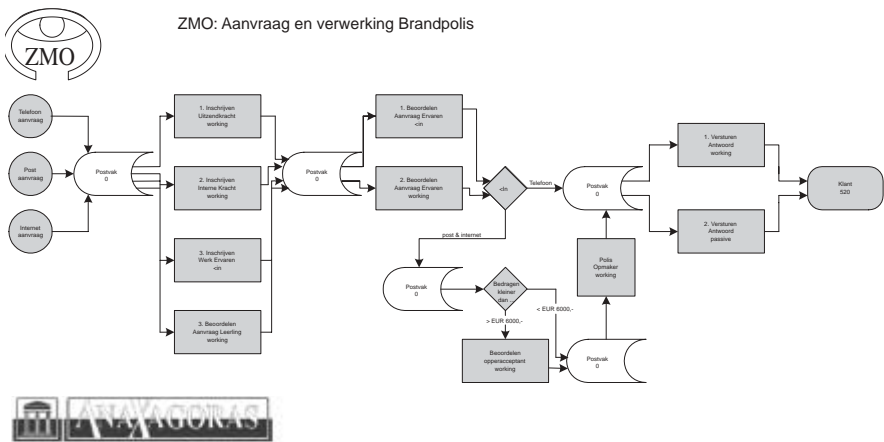 ZMO: Aanvraag en verwerking Brandpolis
ZMO
Telefoon
aanvraag
Post
aanvraag
Internet
aanvraag
Postvak
0
1. Inschrijven
Uitzendkracht
working
2. Inschrijven
Interne Kracht
working
3. Inschrijven
Werk Ervaren
<in
3. Beoordelen
Aanvraag Leerling
working
Postvak
0
1. Beoordelen
Aanvraag Ervaren
<in
2. Beoordelen
Aanvraag Ervaren
working
<In
Telefoon
post & internet
Postvak
0
Bedragen
kleiner
dan ...
< EUR 6000,-
> EUR 6000,-
Beoordelen
opperacceptant
working
Postvak
0
Polis
Opmaker
working
Postvak
0
1. Versturen
Antwoord
working
2. Versturen
Antwoord
passive
Klant
520
ANAXAGORAS